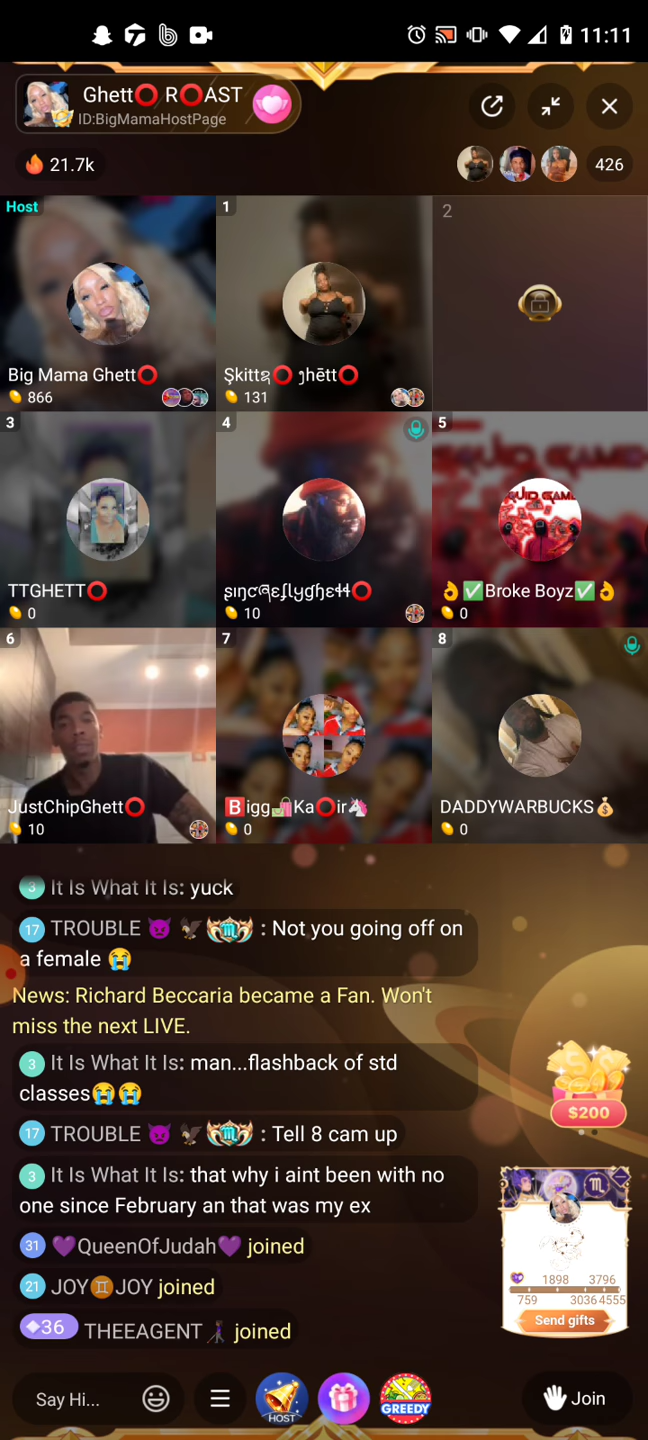 11:11
Ghett⭕ R⭕AST
ID:BigMamaHostPage
🔥 21.7k
426
Host
1
2
Big Mama Ghett⭕
866
131
3
4
5
SQUID GAME
TTGHETT⭕
0
10
👌✅Broke Boyz✅👌
0
6
7
8
JustChipGhett⭕
10
🅱️igg🛍️Ka⭕ir🦄
0
DADDYWARBUCKS💰
0
3 It Is What It Is: yuck
17 TROUBLE 😈 🦅 ♏ : Not you going off on
a female 😭
News: Richard Beccaria became a Fan. Won't
miss the next LIVE.
3 It Is What It Is: man...flashback of std
classes😭😭
$200
17 TROUBLE 😈 🦅 ♏ : Tell 8 cam up
3 It Is What It Is: that why i aint been with no
one since February an that was my ex
31 💜QueenOfJudah💜 joined
1898 3796
759 3036 4555
21 JOY♊JOY joined
Send gifts
36 THEEAGENT joined
Say Hi...
HOST
GREEDY
Join